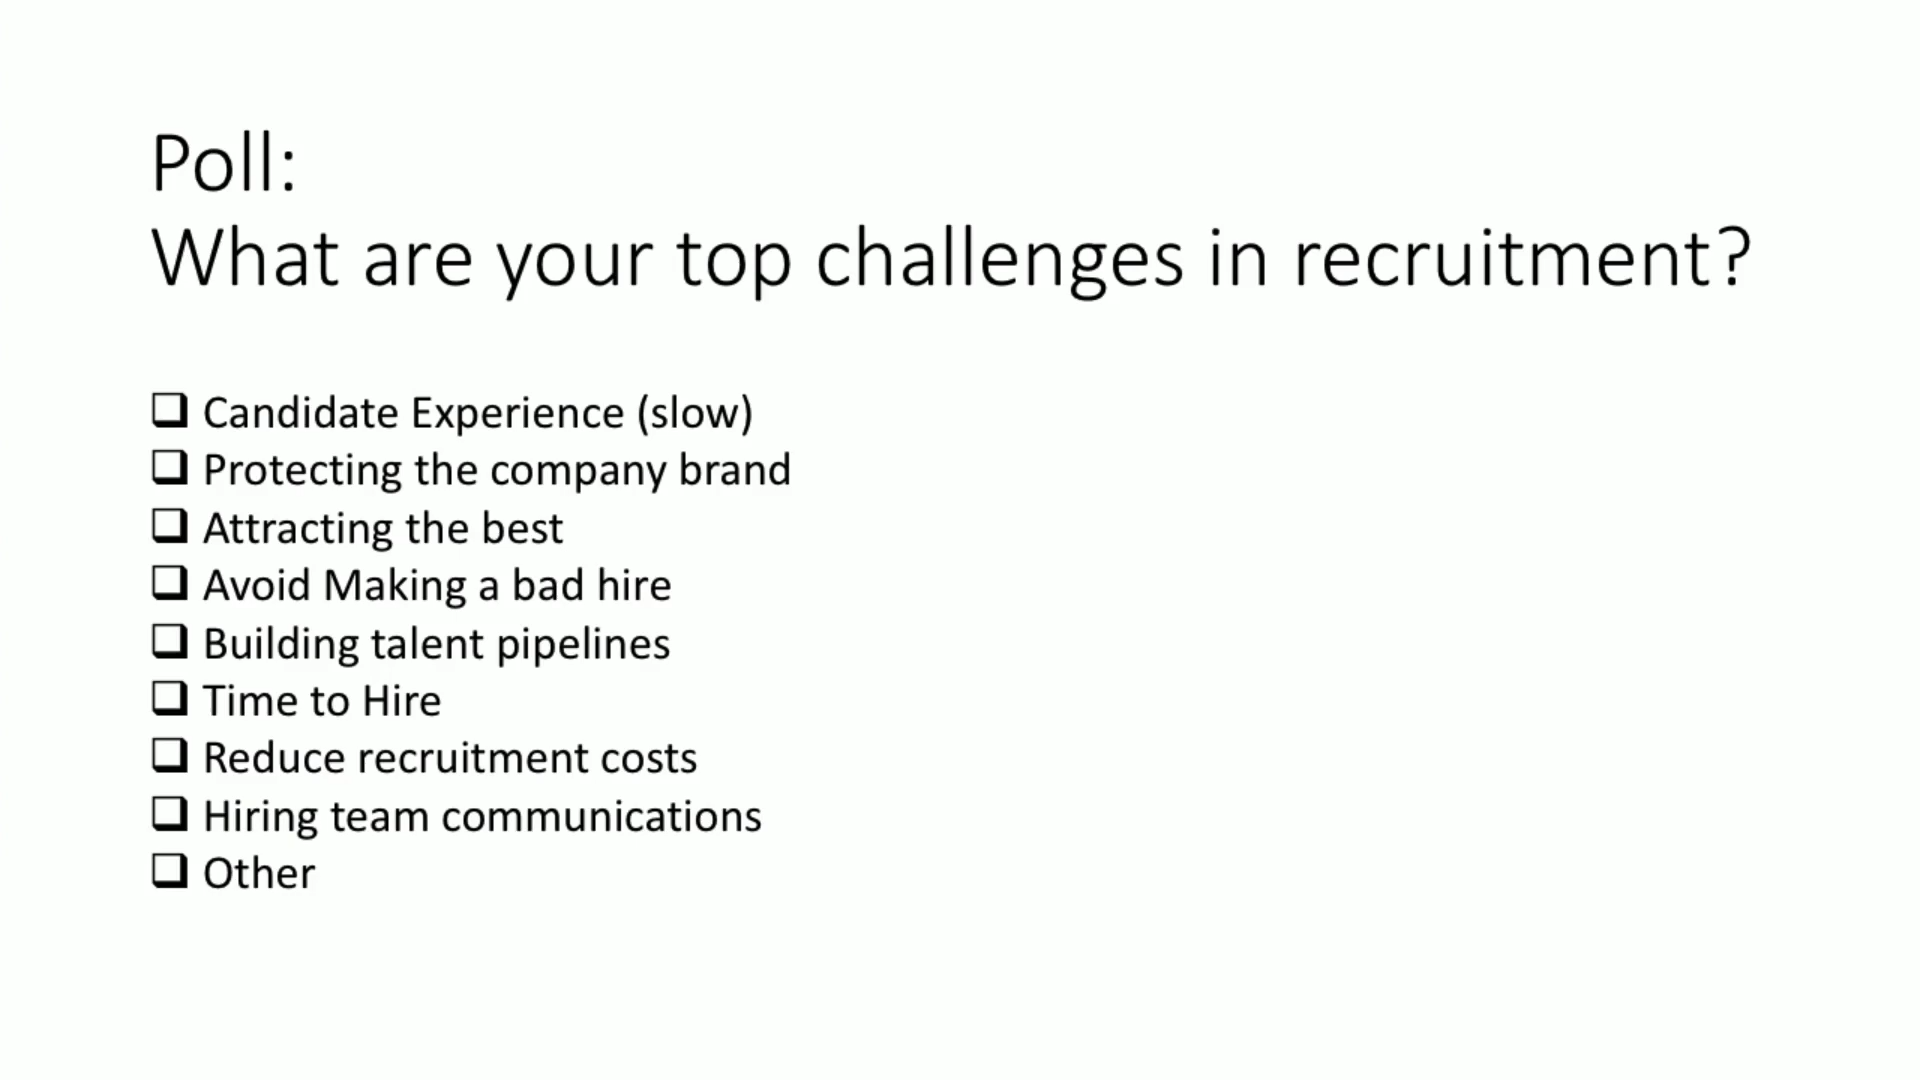 Poll:
What are your top challenges in recruitment?
Candidate Experience (slow)
Protecting the company brand
Attracting the best
Avoid Making a bad hire
Building talent pipelines
Time to Hire
Reduce recruitment costs
Hiring team communications
Other